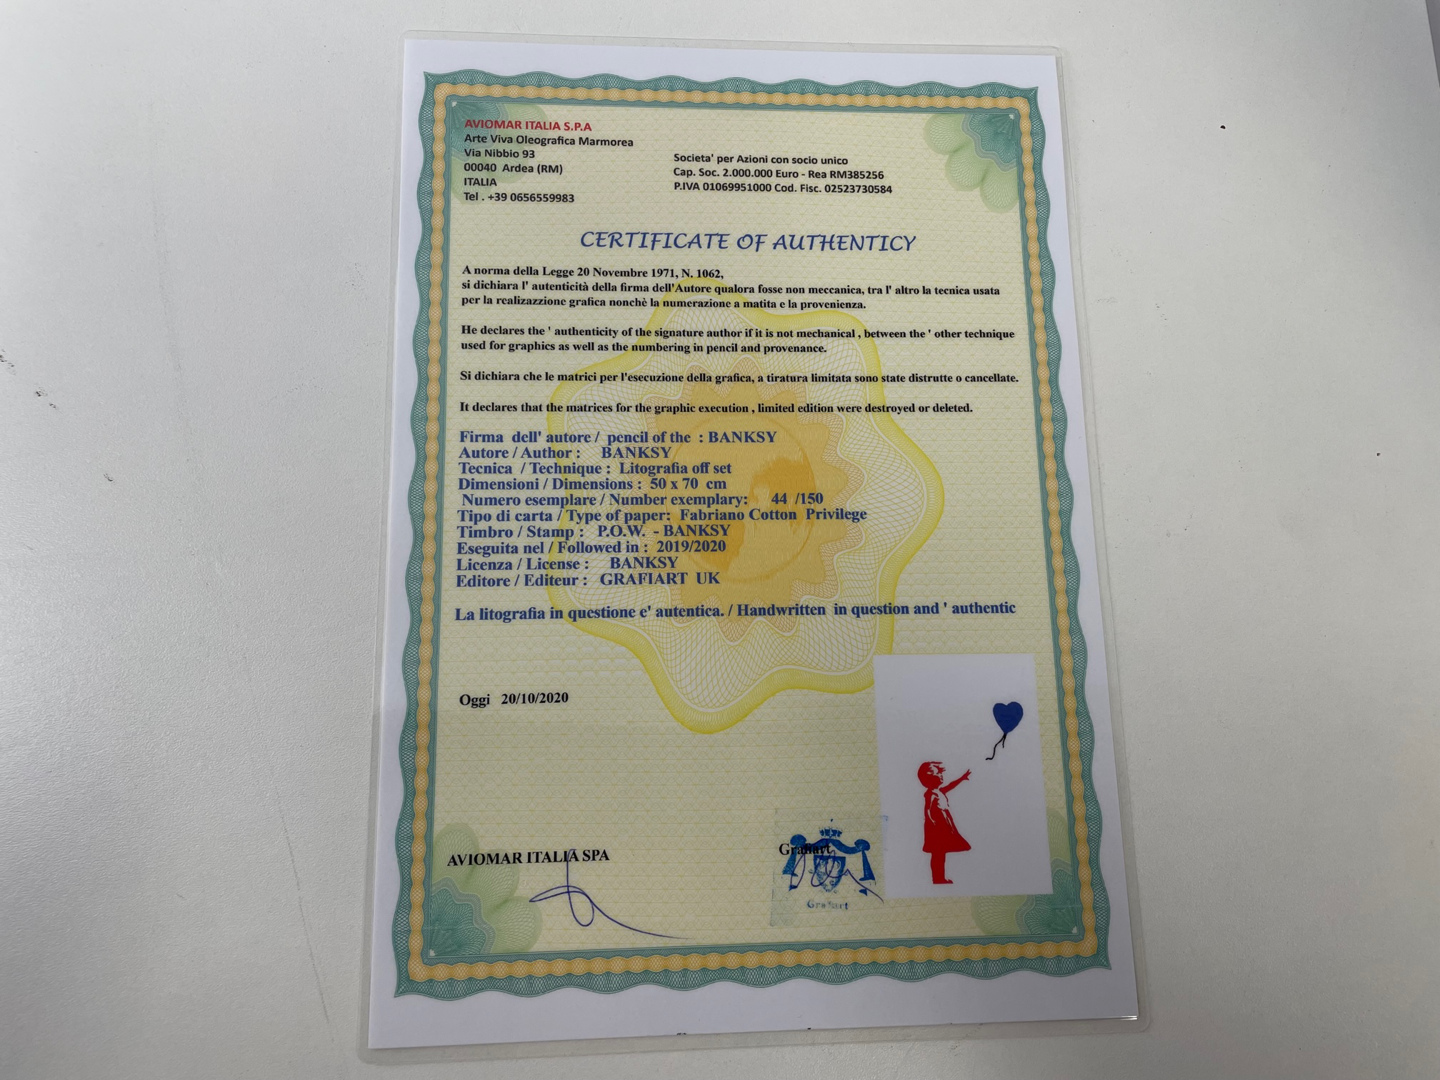 AVIOMAR ITALIA S.P.A
Arte Viva Oleografica Marmorea
Via Nibbio 93
00040 Ardea (RM)
ITALIA
Tel . +39 0656559983
Societa' per Azioni con socio unico
Cap. Soc. 2.000.000 Euro - Rea RM385256
P.IVA 01069951000 Cod. Fisc. 02523730584
CERTIFICATE OF AUTHENTICY
A norma della Legge 20 Novembre 1971, N. 1062,
si dichiara l' autenticità della firma dell'Autore qualora fosse non meccanica, tra l' altro la tecnica usata
per la realizazzione grafica nonchè la numerazione a matita e la provenienza.
He declares the ' authenticity of the signature author if it is not mechanical , between the ' other technique
used for graphics as well as the numbering in pencil and provenance.
Si dichiara che le matrici per l'esecuzione della grafica, a tiratura limitata sono state distrutte o cancellate.
It declares that the matrices for the graphic execution , limited edition were destroyed or deleted.
Firma dell' autore / pencil of the : BANKSY
Autore / Author : BANKSY
Tecnica / Technique : Litografia off set
Dimensioni / Dimensions : 50 x 70 cm
Numero esemplare / Number exemplary: 44 /150
Tipo di carta / Type of paper: Fabriano Cotton Privilege
Timbro / Stamp : P.O.W. - BANKSY
Eseguita nel / Followed in : 2019/2020
Licenza / License : BANKSY
Editore / Editeur : GRAFIART UK
La litografia in questione e' autentica. / Handwritten in question and ' authentic
Oggi 20/10/2020
AVIOMAR ITALIA SPA
Grafiart
Grafiart